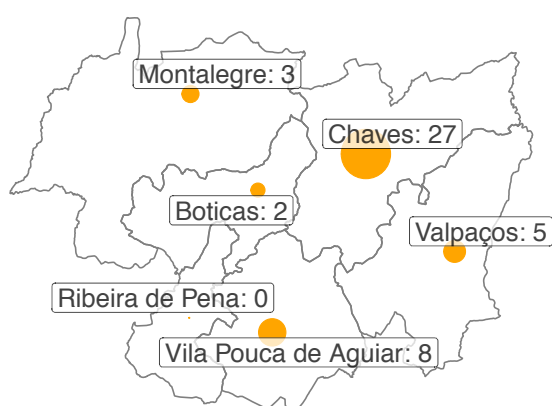 Montalegre: 3
Chaves: 27
Boticas: 2
Valpaços: 5
Ribeira de Pena: 0
Vila Pouca de Aguiar: 8